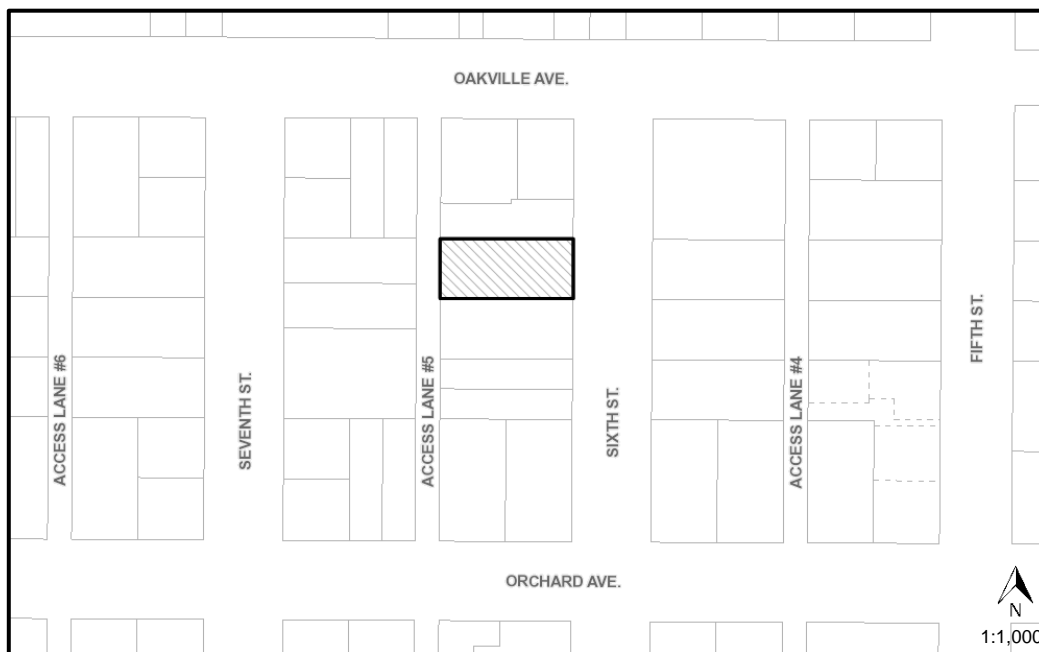 OAKVILLE AVE.
ACCESS LANE #6
SEVENTH ST.
ACCESS LANE #5
SIXTH ST.
ACCESS LANE #4
FIFTH ST.
ORCHARD AVE.
N
1:1,000